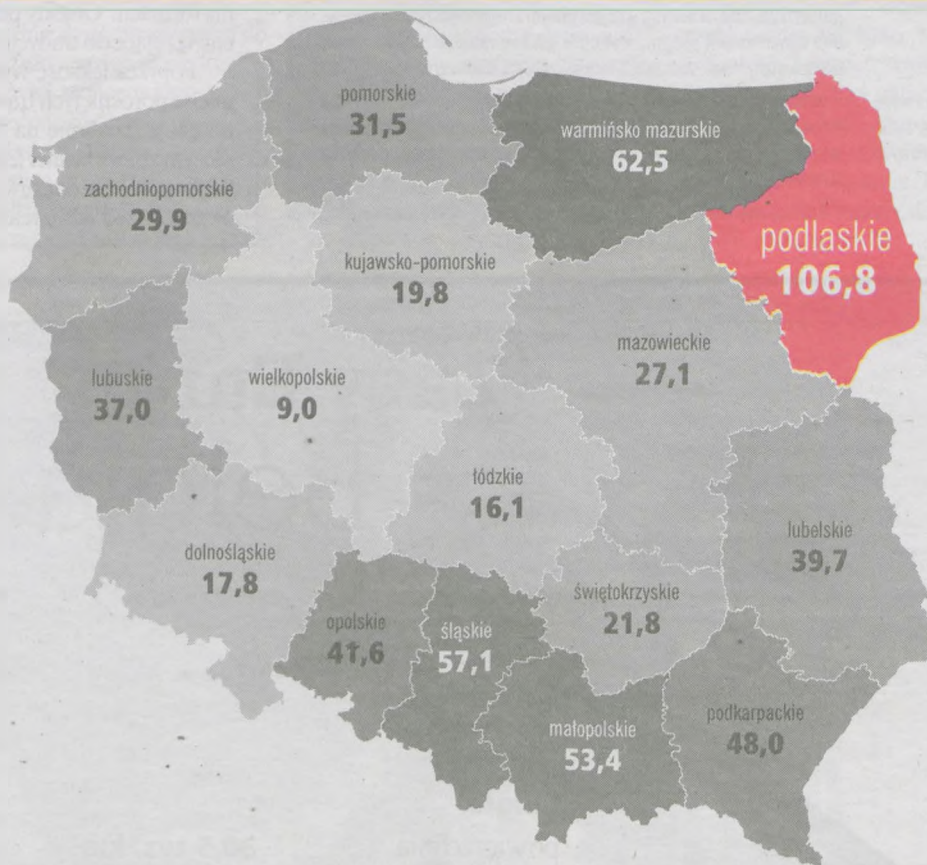 pomorskie
31,5
warmińsko mazurskie
62,5
zachodniopomorskie
29,9
podlaskie
106,8
kujawsko-pomorskie
19,8
mazowieckie
27,1
lubuskie
37,0
wielkopolskie
9,0
łódzkie
16,1
lubelskie
39,7
dolnośląskie
17,8
świętokrzyskie
21,8
opolskie
41,6
śląskie
57,1
małopolskie
53,4
podkarpackie
48,0